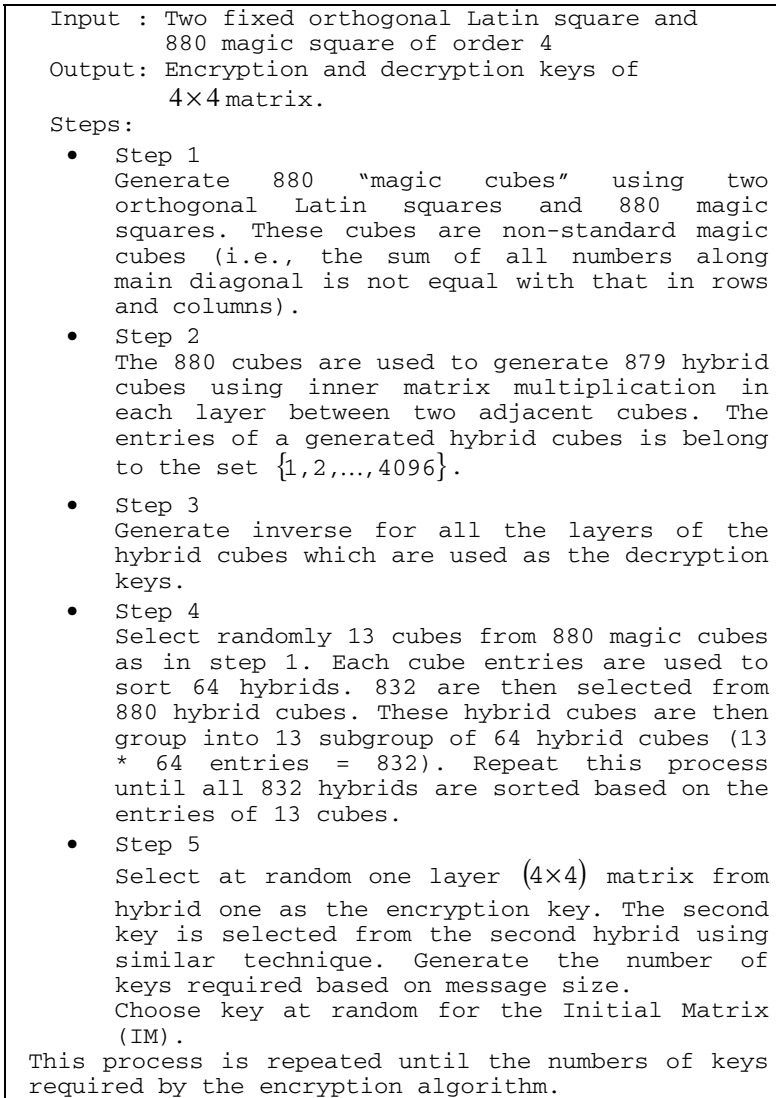 Input : Two fixed orthogonal Latin square and
880 magic square of order 4
Output: Encryption and decryption keys of
4×4 matrix.
Steps:
• Step 1
Generate 880 “magic cubes” using two
orthogonal Latin squares and 880 magic
squares. These cubes are non-standard magic
cubes (i.e., the sum of all numbers along
main diagonal is not equal with that in rows
and columns).
• Step 2
The 880 cubes are used to generate 879 hybrid
cubes using inner matrix multiplication in
each layer between two adjacent cubes. The
entries of a generated hybrid cubes is belong
to the set {1,2,…,4096}.
• Step 3
Generate inverse for all the layers of the
hybrid cubes which are used as the decryption
keys.
• Step 4
Select randomly 13 cubes from 880 magic cubes
as in step 1. Each cube entries are used to
sort 64 hybrids. 832 are then selected from
880 hybrid cubes. These hybrid cubes are then
group into 13 subgroup of 64 hybrid cubes (13
* 64 entries = 832). Repeat this process
until all 832 hybrids are sorted based on the
entries of 13 cubes.
• Step 5
Select at random one layer (4×4) matrix from
hybrid one as the encryption key. The second
key is selected from the second hybrid using
similar technique. Generate the number of
keys required based on message size.
Choose key at random for the Initial Matrix
(IM).
This process is repeated until the numbers of keys
required by the encryption algorithm.